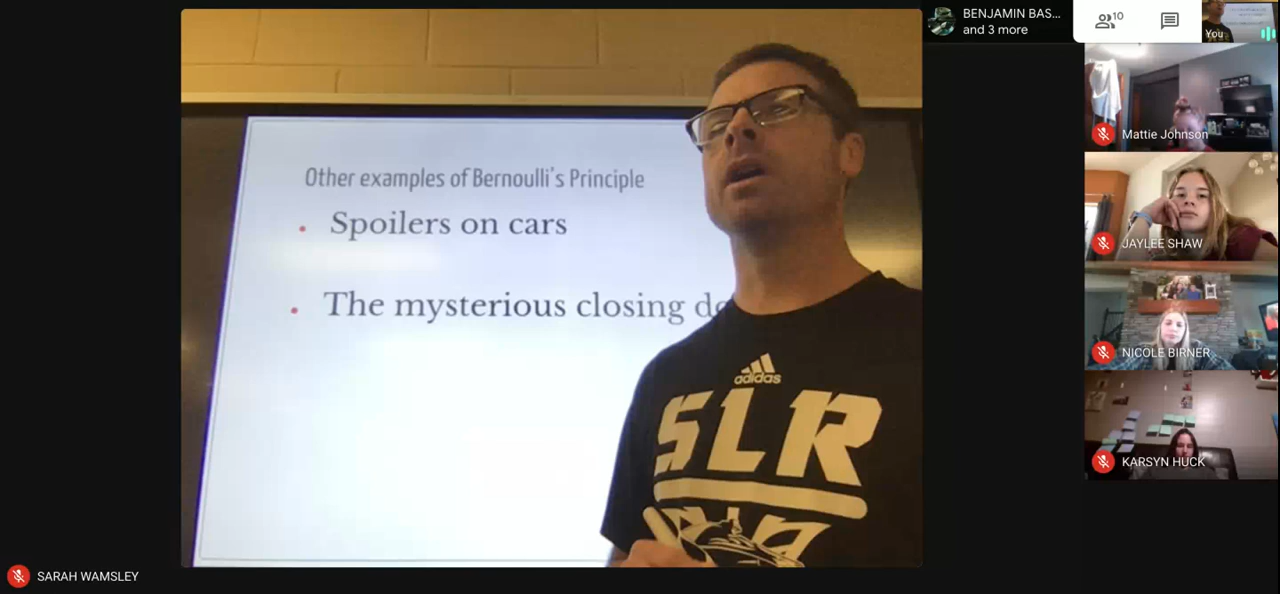 BENJAMIN BAS...
and 3 more
10
You
Other examples of Bernoulli's Principle
• Spoilers on cars
• The mysterious closing do
adidas
SLR
Mattie Johnson
JAYLEE SHAW
NICOLE BIRNER
KARSYN HUCK
SARAH WAMSLEY